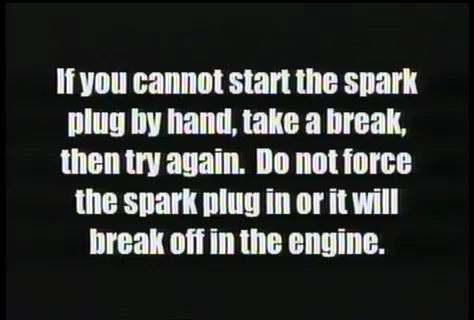 If you cannot start the spark
plug by hand, take a break,
then try again.  Do not force
the spark plug in or it will
break off in the engine.